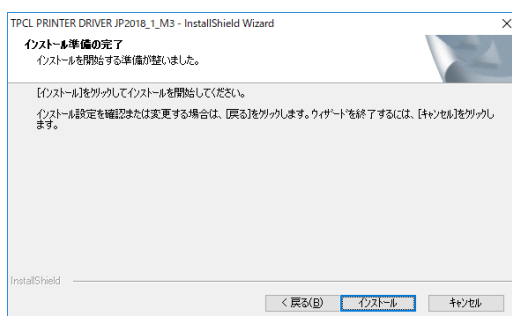 TPCL PRINTER DRIVER JP2018_1_M3 - InstallShield Wizard
インストール準備の完了
インストールを開始する準備が整いました。
[インストール]をクリックしてインストールを開始してください。
インストール設定を確認または変更する場合は、[戻る]をクリックします。ウィザードを終了するには、[キャンセル]をクリックし
ます。
InstallShield
< 戻る(B)
インストール
キャンセル